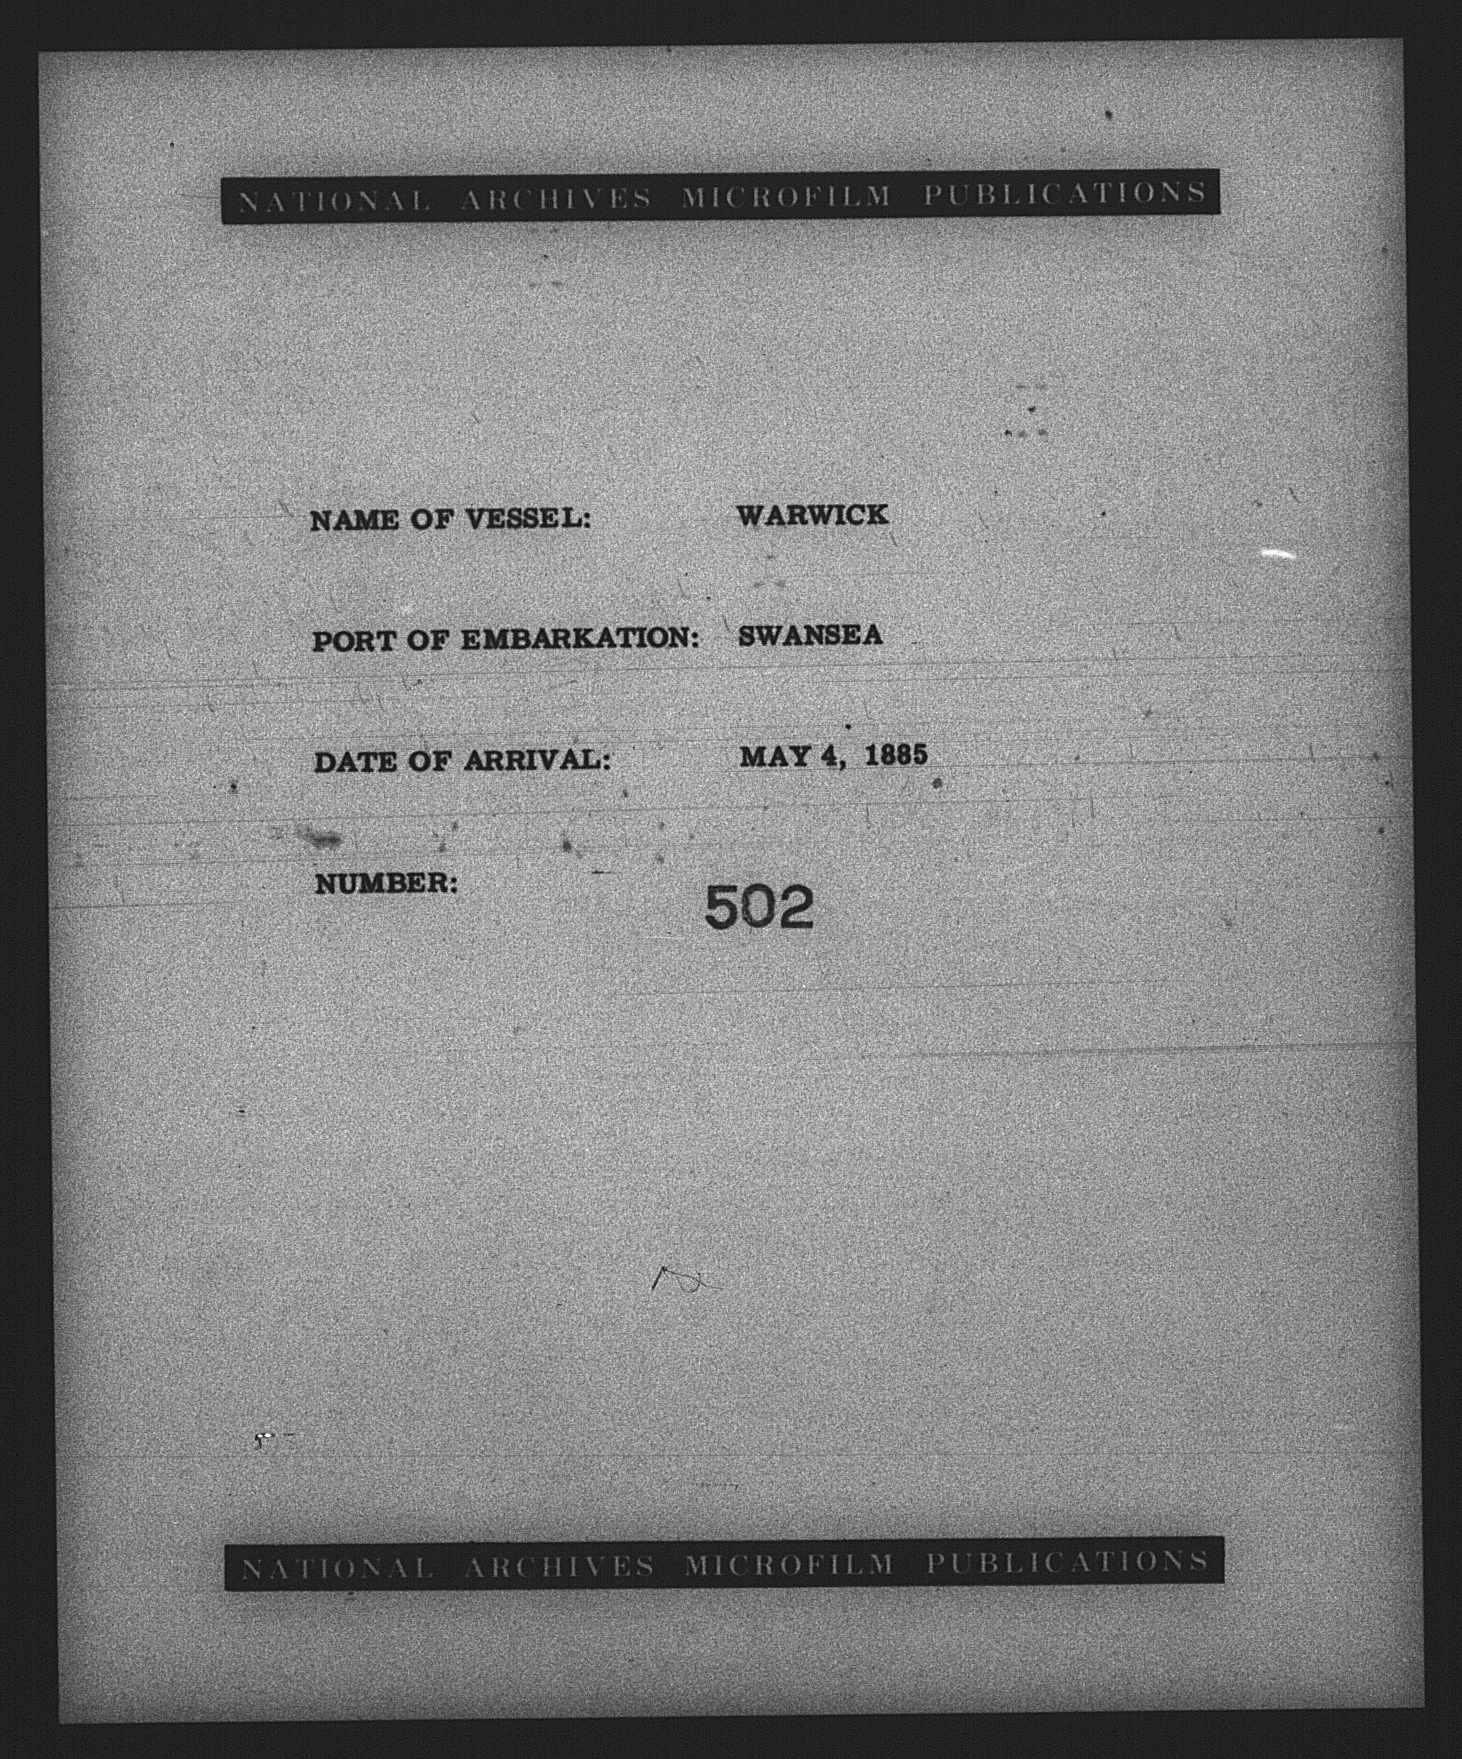 NATIONAL ARCHIVES MICROFILM PUBLICATIONS
NAME OF VESSEL: WARWICK
PORT OF EMBARKATION: SWANSEA
DATE OF ARRIVAL: MAY 4, 1885
NUMBER: 502
NATIONAL ARCHIVES MICROFILM PUBLICATIONS